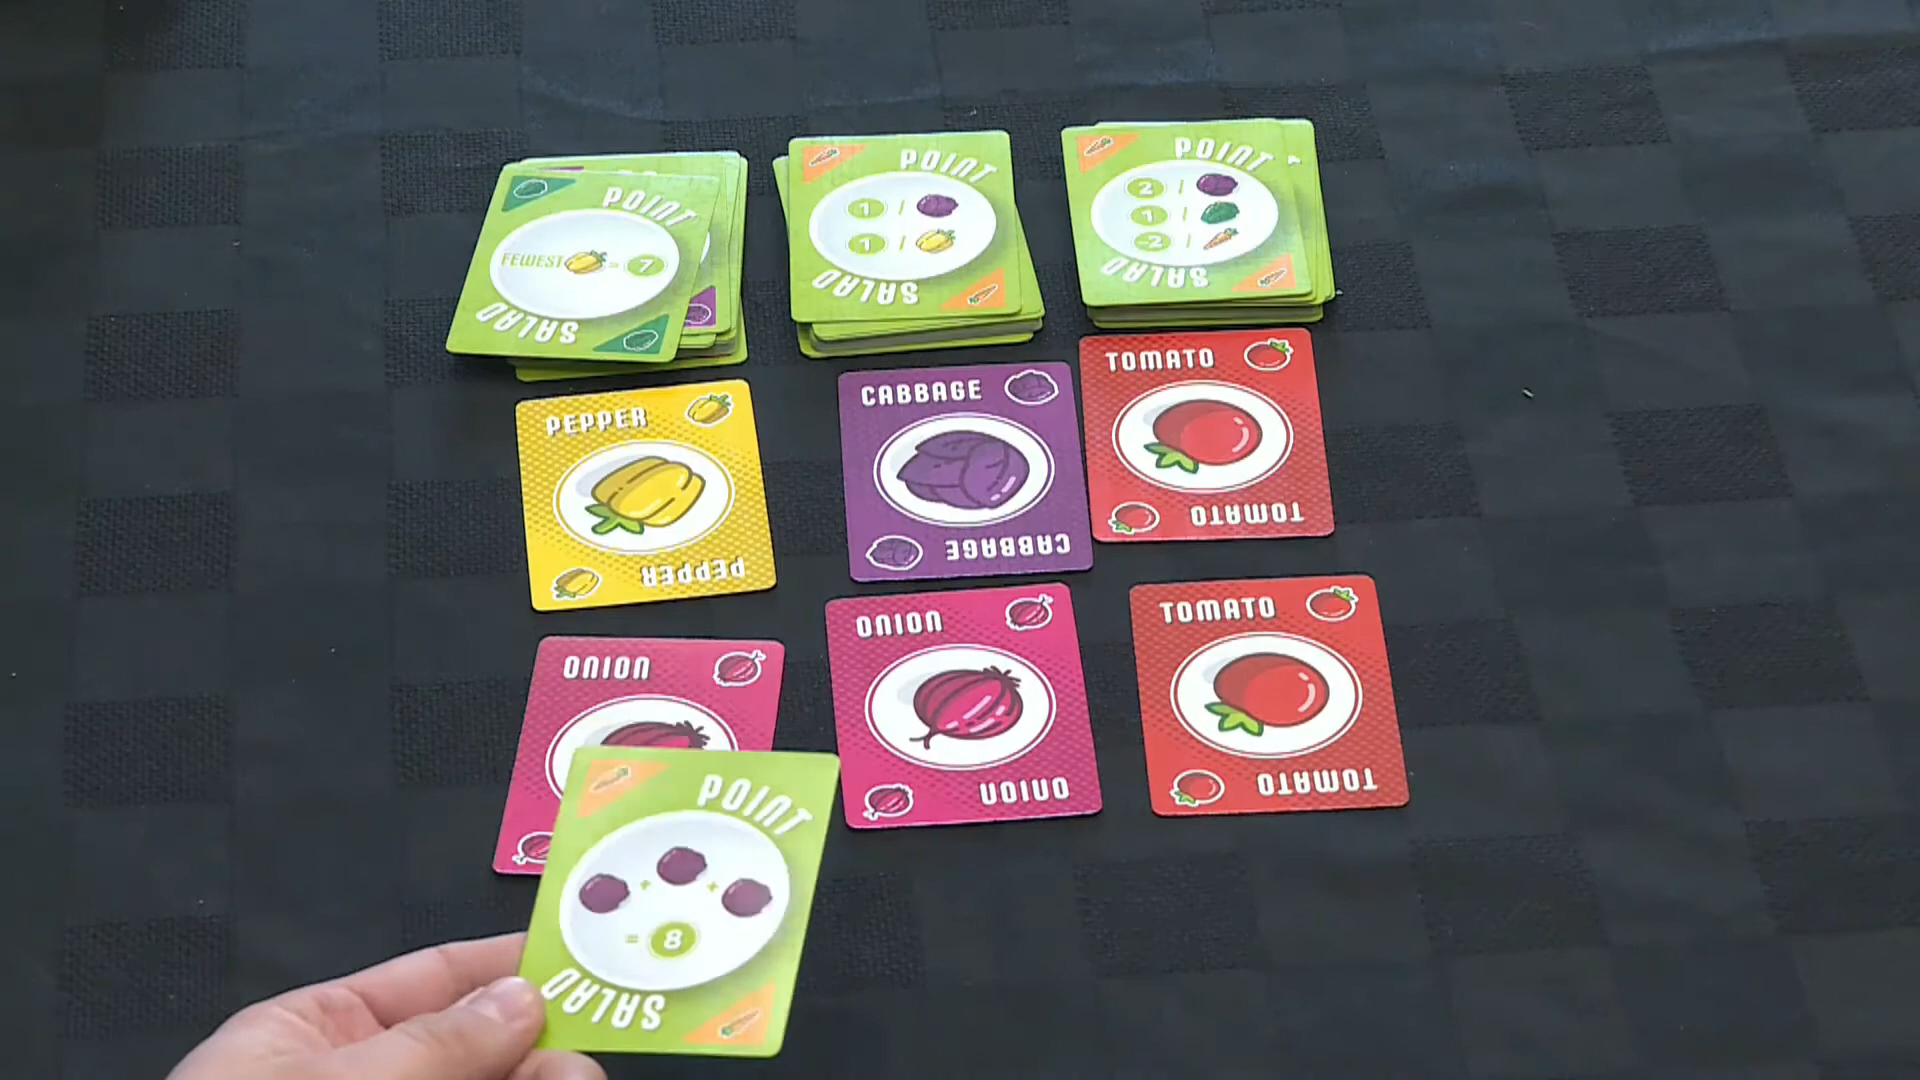 POINT
FEWEST = 7
SALAD
POINT
1 /
1 /
SALAD
POINT
2 /
1 /
-2 /
SALAD
PEPPER
PEPPER
CABBAGE
CABBAGE
TOMATO
TOMATO
ONION
ONION
ONION
TOMATO
TOMATO
POINT
+ +
= 8
SALAD